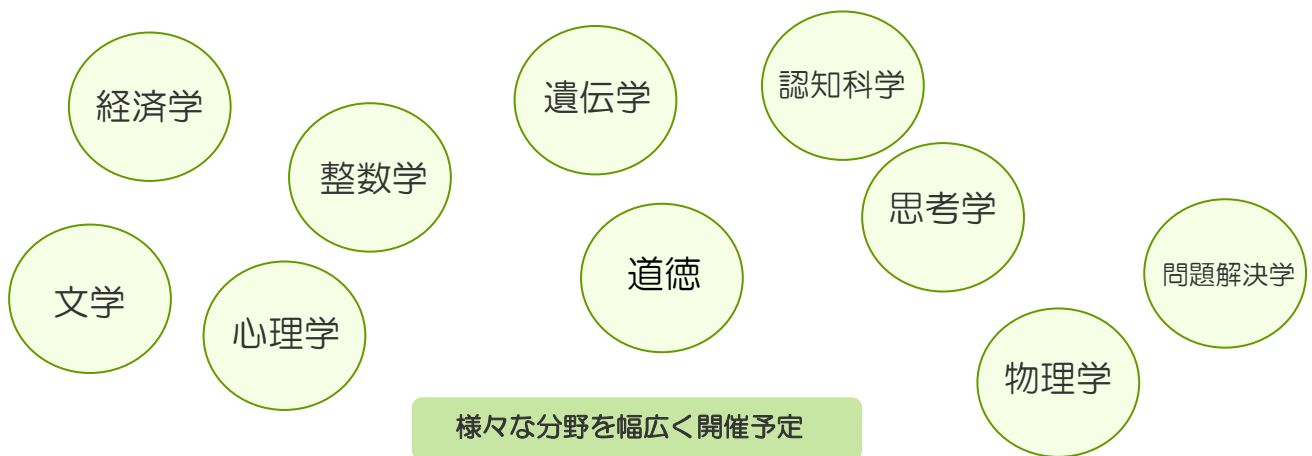 経済学
整数学
遺伝学
認知科学
思考学
問題解決学
文学
心理学
道徳
物理学
様々な分野を幅広く開催予定